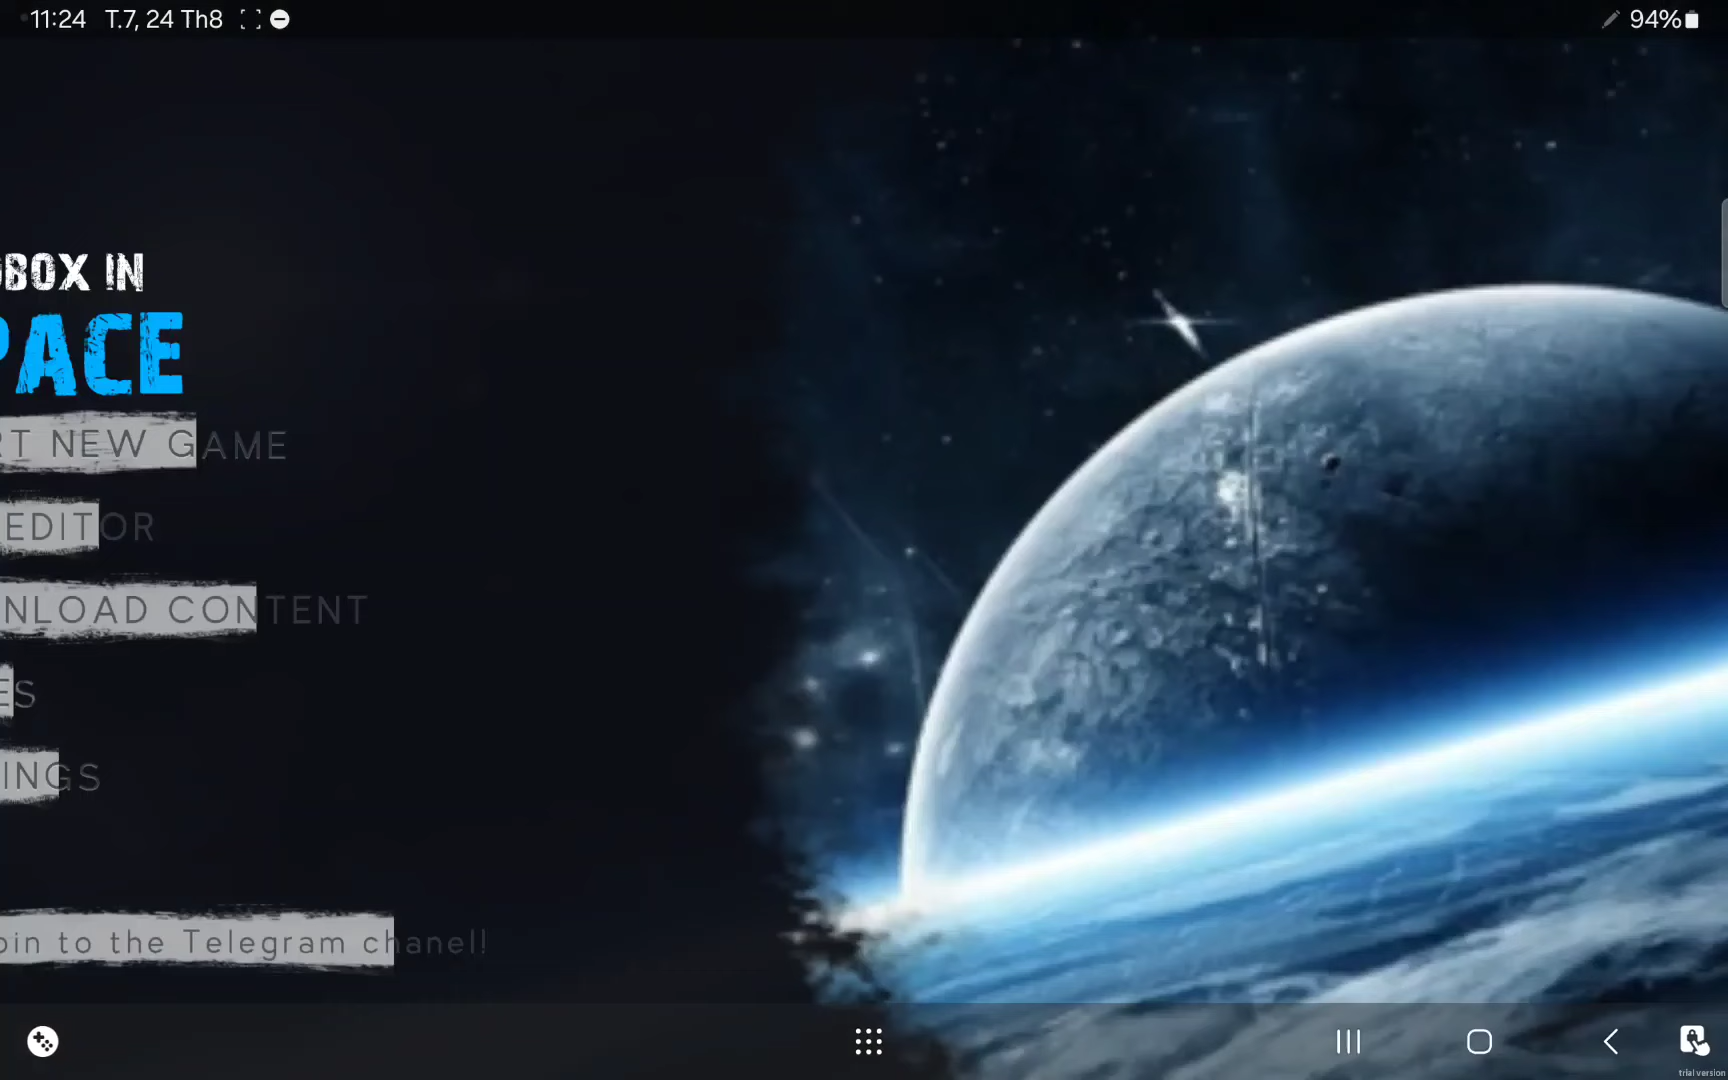 11:24 T.7, 24 Th8 94%
BOX IN
PACE
RT NEW GAME
EDITOR
NLOAD CONTENT
ES
INGS
oin to the Telegram chanel!
trial version